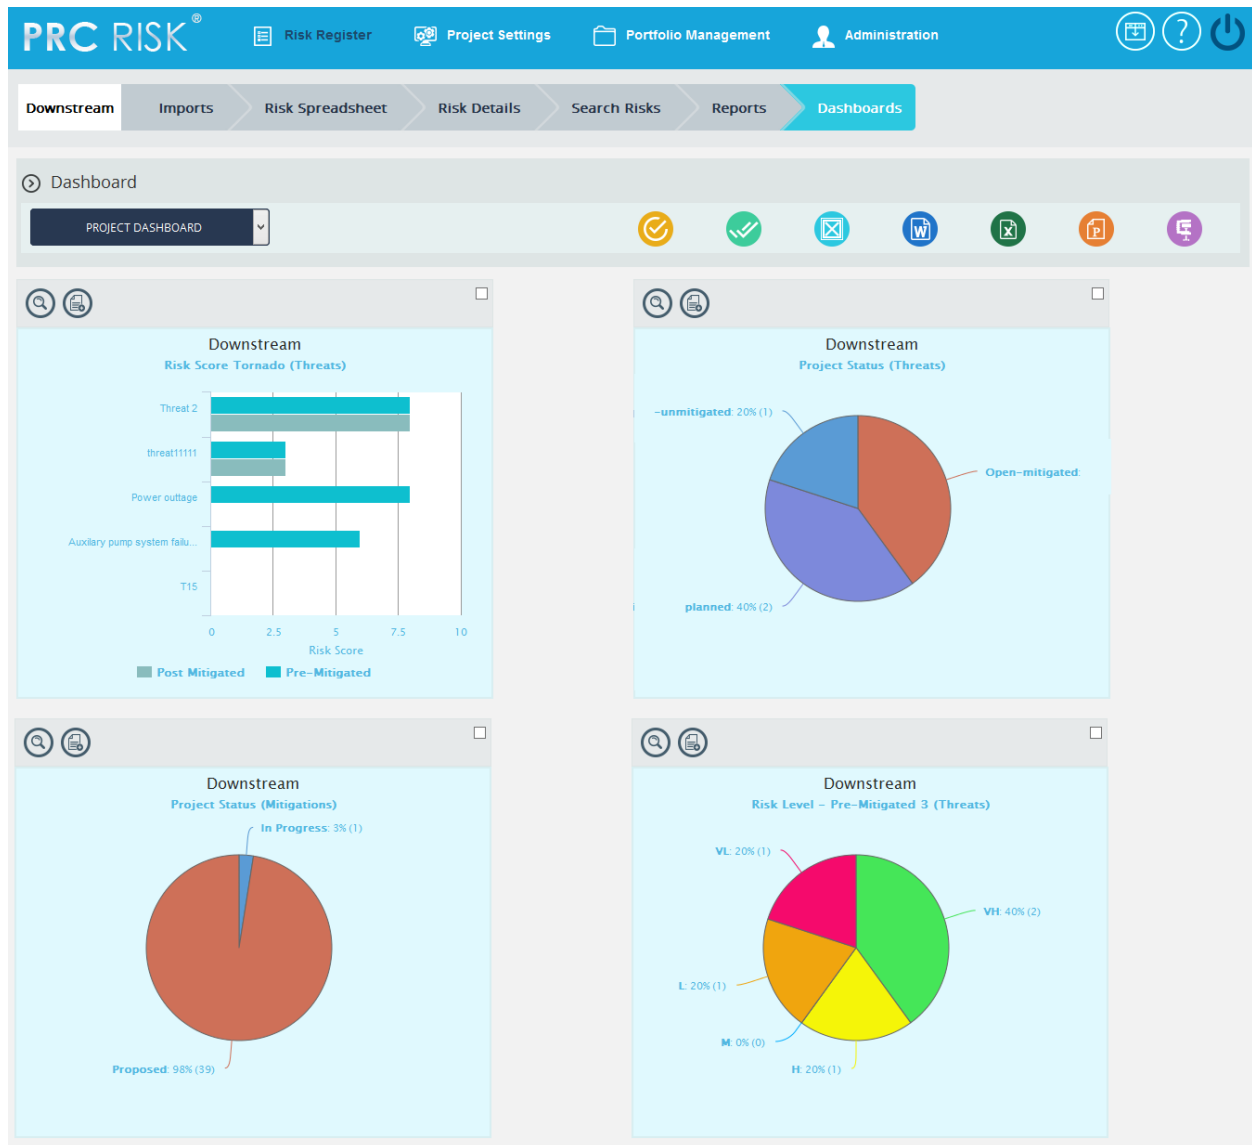 PRC RISK®
Risk Register
Project Settings
Portfolio Management
Administration
?
Downstream
Imports
Risk Spreadsheet
Risk Details
Search Risks
Reports
Dashboards
Dashboard
PROJECT DASHBOARD
W
X
P
Downstream
Risk Score Tornado (Threats)
Threat 2
threat11111
Power outtage
Auxilary pump system failu...
T15
0 2.5 5 7.5 10
Risk Score
Post Mitigated Pre-Mitigated
Downstream
Project Status (Threats)
-unmitigated: 20% (1)
Open-mitigated:
planned: 40% (2)
Downstream
Project Status (Mitigations)
In Progress: 3% (1)
Proposed: 98% (39)
Downstream
Risk Level - Pre-Mitigated 3 (Threats)
VL: 20% (1)
VH: 40% (2)
L: 20% (1)
M: 0% (0)
H: 20% (1)